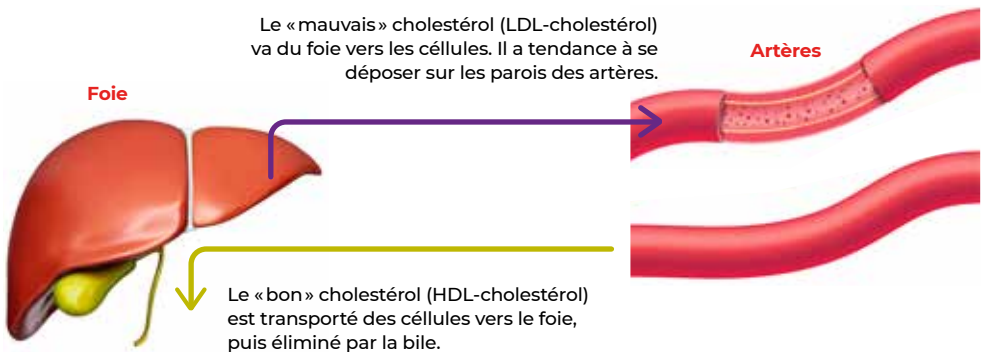 Le «mauvais» cholestérol (LDL-cholestérol)
va du foie vers les céllules. Il a tendance à se
déposer sur les parois des artères.
Artères
Foie
Le «bon» cholestérol (HDL-cholestérol)
est transporté des céllules vers le foie,
puis éliminé par la bile.